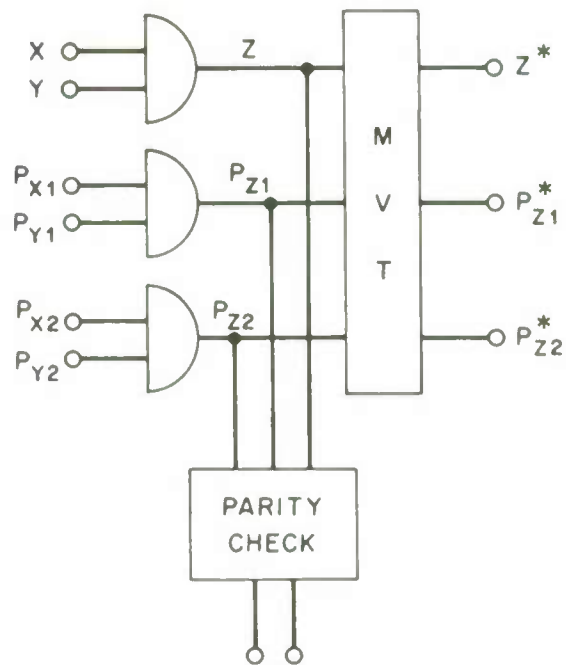 X
Y
Z
Z*
P_X1
P_Y1
P_Z1
P*_Z1
P_X2
P_Y2
P_Z2
P*_Z2
M
V
T
PARITY
CHECK